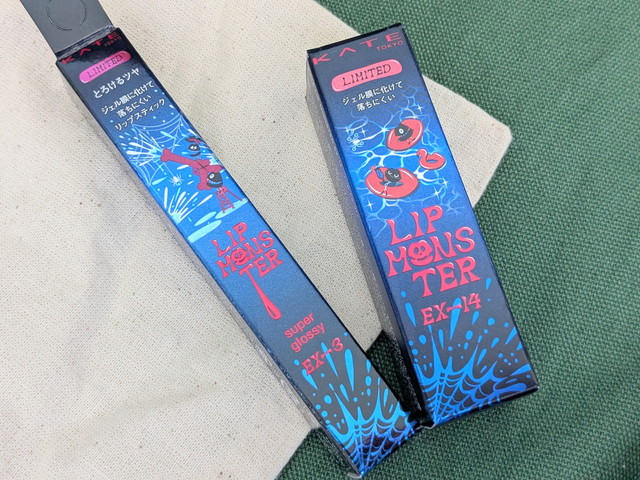 KATE
TOKYO
LIMITED
とろけるツヤ
ジェル膜に化けて
落ちにくい
リップスティック
LIP
MONS
TER
super
glossy
EX-3
KATE
TOKYO
LIMITED
ジェル膜に化けて
落ちにくい
LIP
MONS
TER
EX-14